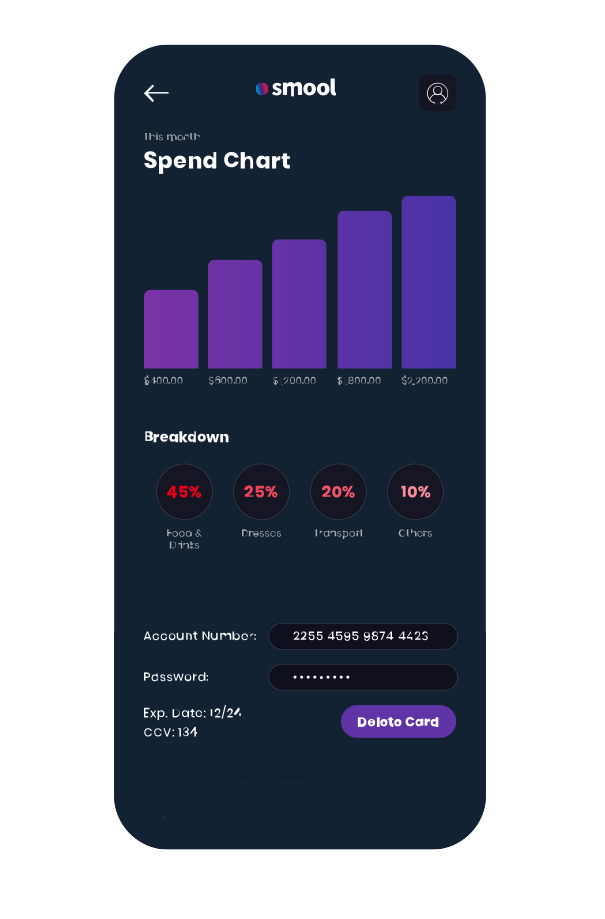 smool
This month
Spend Chart
$400.00 $600.00 $1,200.00 $1,800.00 $2,200.00
Breakdown
45% 25% 20% 10%
Food & Dresses Transport Others
Drinks
Account Number: 2255 4595 9874 4423
Password: •••••••••
Exp. Date: 12/24
CCV: 134
Delete Card